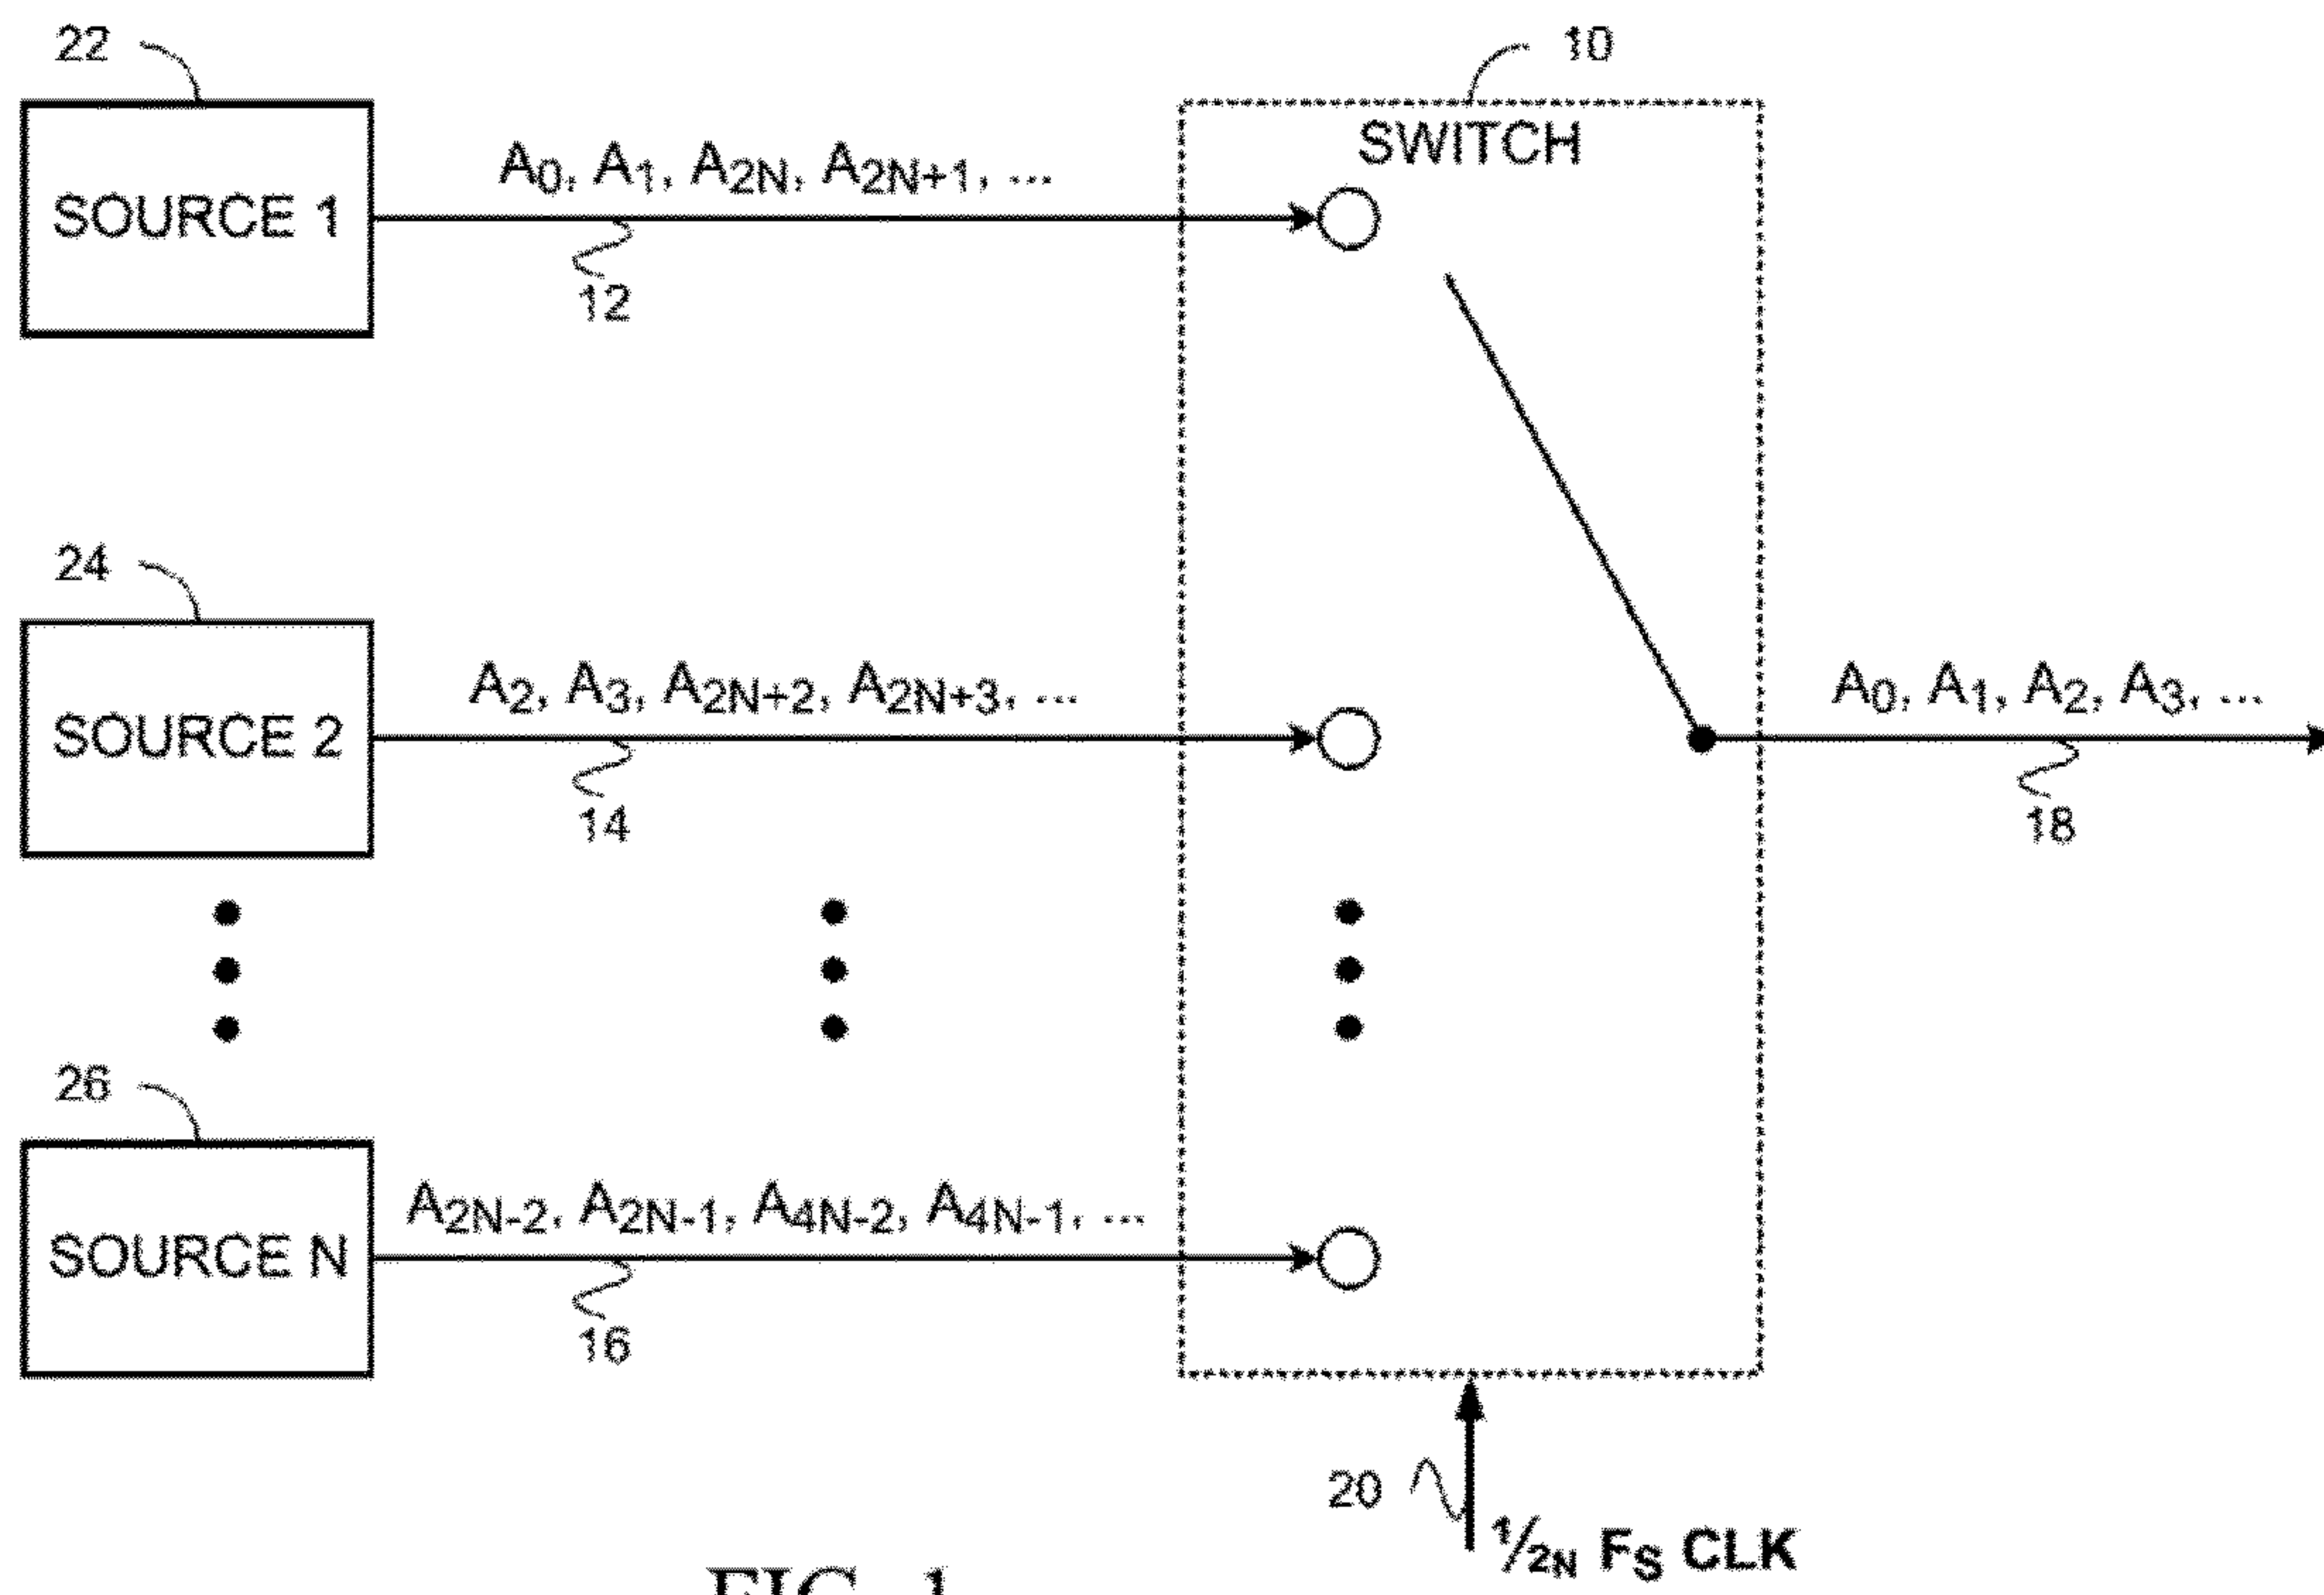 22
10
SWITCH
SOURCE 1
A₀, A₁, A₂ₙ, A₂ₙ₊₁, ...
12
24
SOURCE 2
A₂, A₃, A₂ₙ₊₂, A₂ₙ₊₃, ...
14
A₀, A₁, A₂, A₃, ...
18
26
SOURCE N
A₂ₙ₋₂, A₂ₙ₋₁, A₄ₙ₋₂, A₄ₙ₋₁, ...
16
20
1/2N FS CLK
FIG. 1